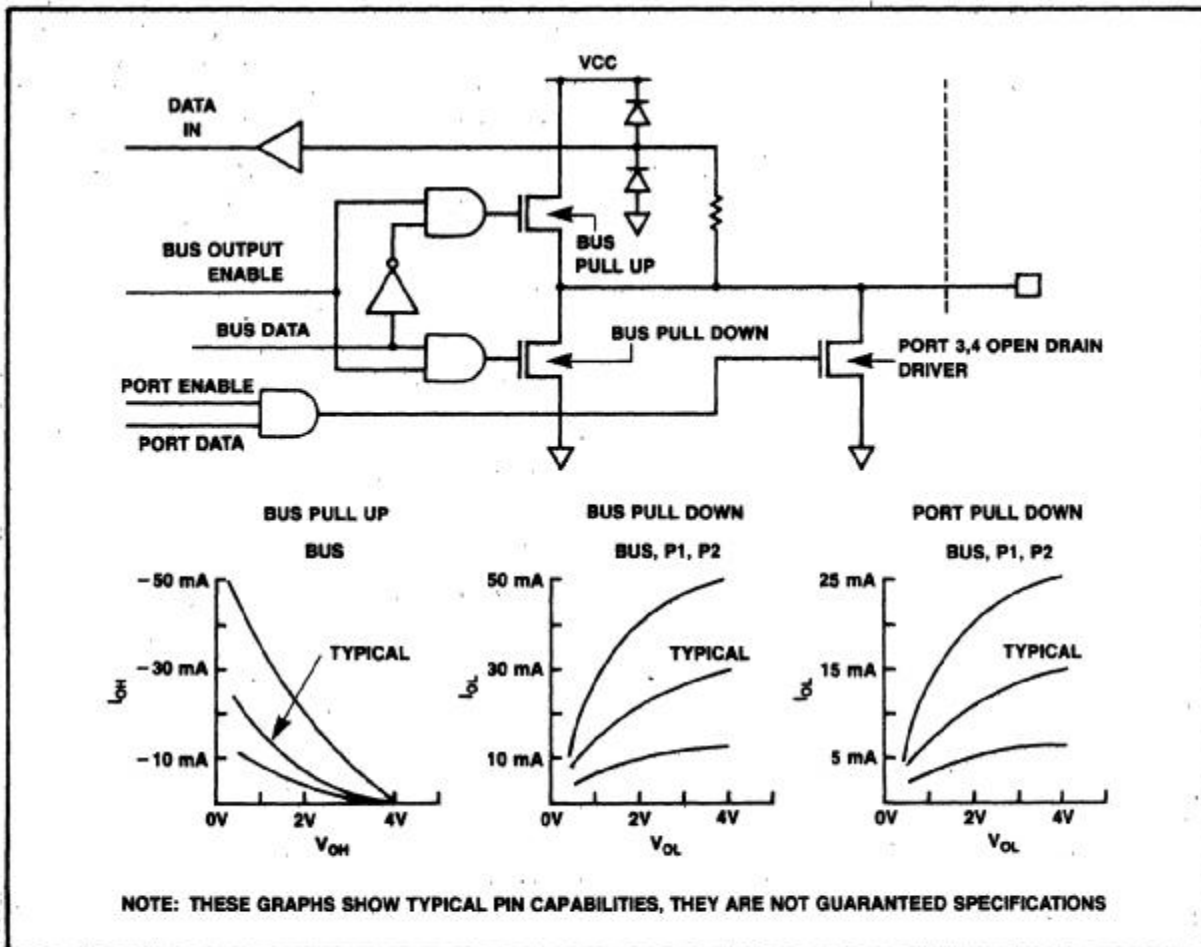 VCC
DATA
IN
BUS
PULL UP
BUS OUTPUT
ENABLE
BUS DATA
BUS PULL DOWN
PORT 3,4 OPEN DRAIN
DRIVER
PORT ENABLE
PORT DATA
BUS PULL UP
BUS
-50 mA
-30 mA
-10 mA
IOH
TYPICAL
0V 2V 4V
VOH
BUS PULL DOWN
BUS, P1, P2
50 mA
30 mA
10 mA
IOL
TYPICAL
0V 2V 4V
VOL
PORT PULL DOWN
BUS, P1, P2
25 mA
15 mA
5 mA
IOL
TYPICAL
0V 2V 4V
VOL
NOTE: THESE GRAPHS SHOW TYPICAL PIN CAPABILITIES, THEY ARE NOT GUARANTEED SPECIFICATIONS